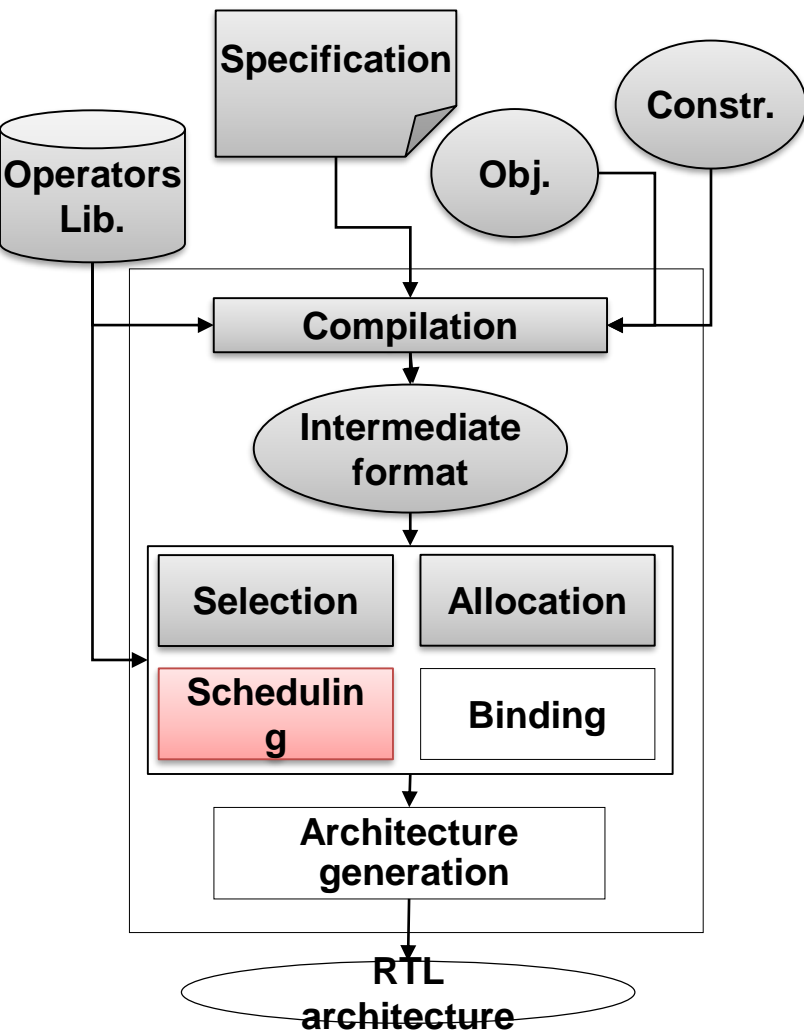 Specification
Constr.
Operators
Lib.
Obj.
Compilation
Intermediate
format
Selection
Allocation
Schedulin
g
Binding
Architecture
generation
RTL
architecture